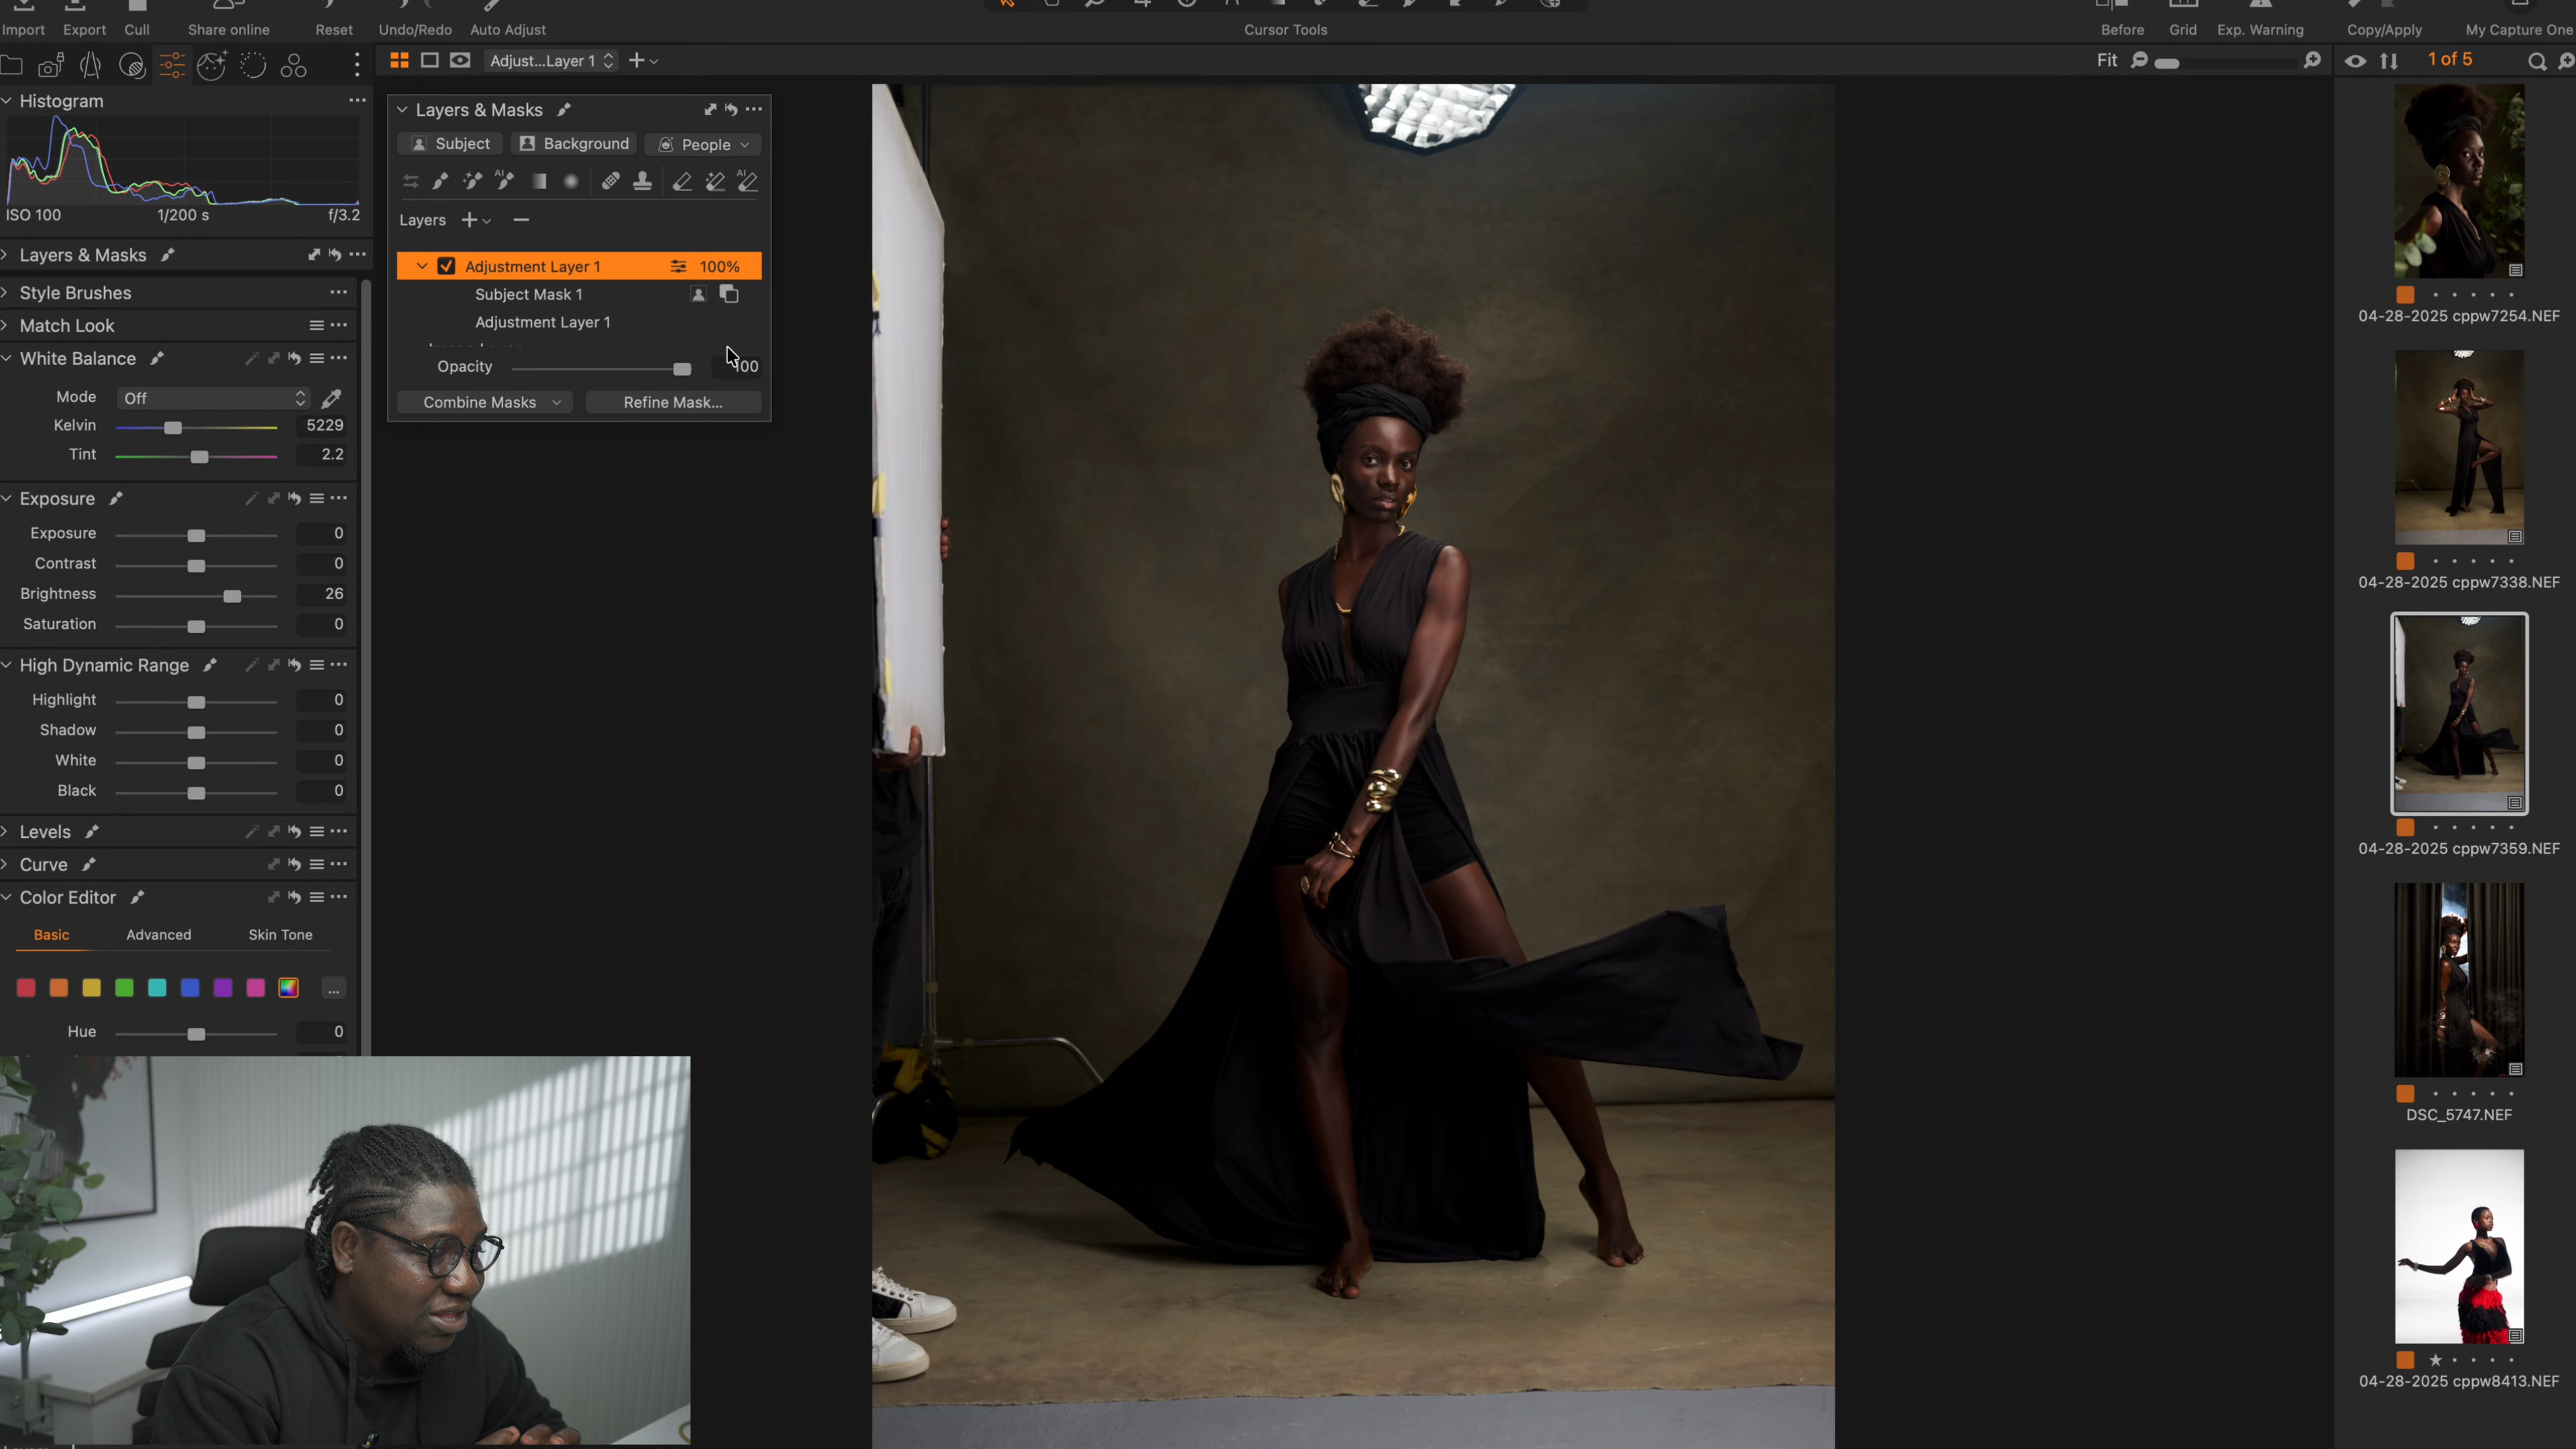 Import Export Cull Share online Reset Undo/Redo Auto Adjust Cursor Tools Before Grid Exp. Warning Copy/Apply My Capture One
Adjust...Layer 1 Fit 1 of 5
Histogram
ISO 100 1/200 s f/3.2
Layers & Masks
Style Brushes
Match Look
White Balance
Mode Off
Kelvin 5229
Tint 2.2
Exposure
Exposure 0
Contrast 0
Brightness 26
Saturation 0
High Dynamic Range
Highlight 0
Shadow 0
White 0
Black 0
Levels
Curve
Color Editor
Basic Advanced Skin Tone
...
Hue 0
Layers & Masks
Subject Background People
AI AI
Layers
Adjustment Layer 1 100%
Subject Mask 1
Adjustment Layer 1
Opacity 100
Combine Masks Refine Mask...
04-28-2025 cppw7254.NEF
04-28-2025 cppw7338.NEF
04-28-2025 cppw7359.NEF
DSC_5747.NEF
04-28-2025 cppw8413.NEF